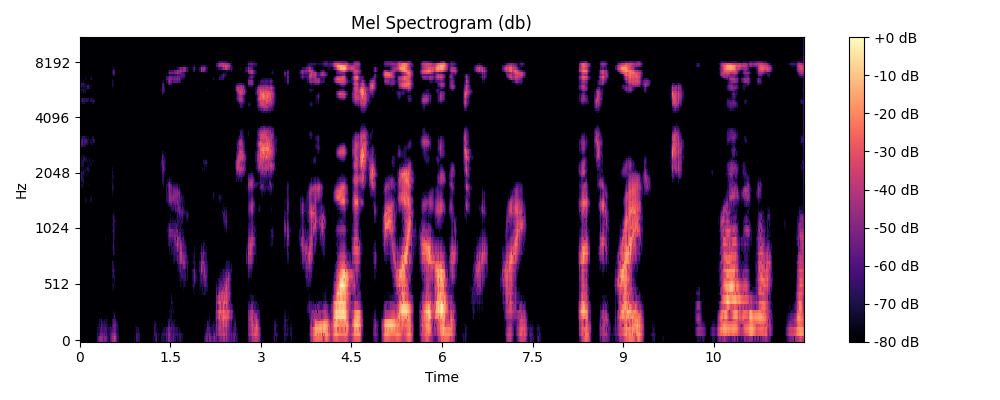 Mel Spectrogram (db)
+0 dB
8192
-10 dB
4096
-20 dB
-30 dB
2048
Hz
-40 dB
1024
-50 dB
512
-60 dB
-70 dB
0
-80 dB
0 1.5 3 4.5 6 7.5 9 10
Time